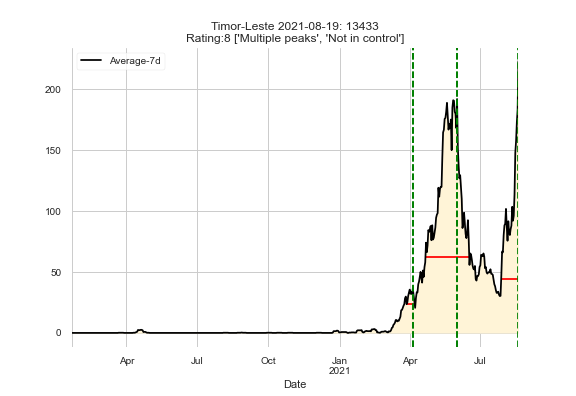 Timor-Leste 2021-08-19: 13433
Rating:8 ['Multiple peaks', 'Not in control']
Average-7d
200
150
100
50
0
Apr Jul Oct Jan Apr Jul
2021
Date